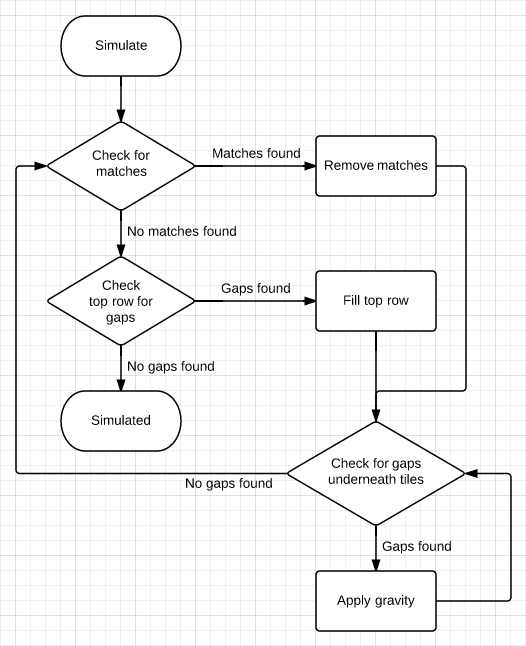 Simulate
Check for
matches
Matches found
Remove matches
No matches found
Check
top row for
gaps
Gaps found
Fill top row
No gaps found
Simulated
Check for gaps
underneath tiles
No gaps found
Gaps found
Apply gravity